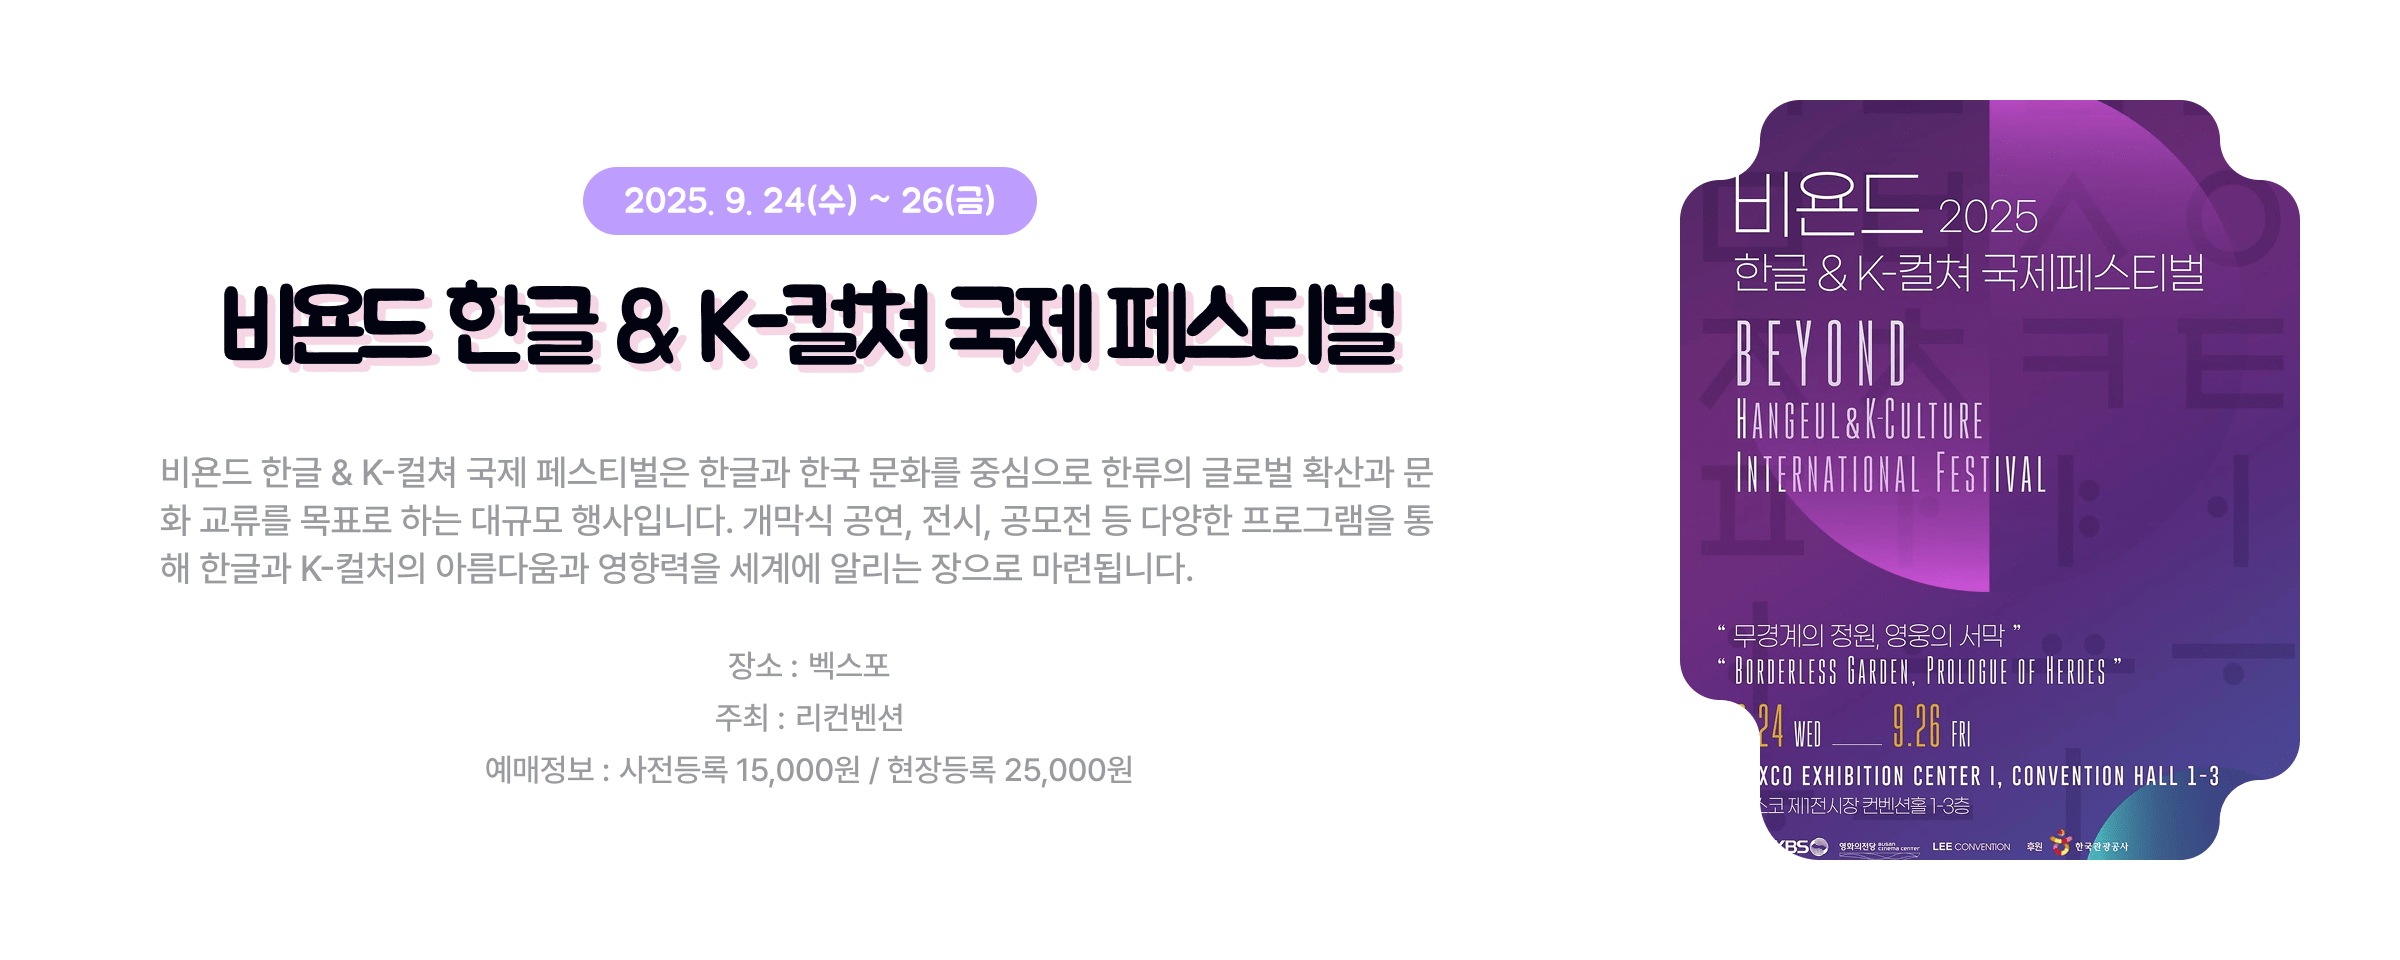 2025. 9. 24(수) ~ 26(금)
비욘드 한글 & K-컬쳐 국제 페스티벌
비욘드 한글 & K-컬쳐 국제 페스티벌은 한글과 한국 문화를 중심으로 한류의 글로벌 확산과 문
화 교류를 목표로 하는 대규모 행사입니다. 개막식 공연, 전시, 공모전 등 다양한 프로그램을 통
해 한글과 K-컬처의 아름다움과 영향력을 세계에 알리는 장으로 마련됩니다.
장소 : 벡스포
주최 : 리컨벤션
예매정보 : 사전등록 15,000원 / 현장등록 25,000원
비욘드 2025
한글 & K-컬쳐 국제페스티벌
BEYOND
HANGEUL&K-CULTURE
INTERNATIONAL FESTIVAL
“ 무경계의 정원, 영웅의 서막 ”
“ BORDERLESS GARDEN, PROLOGUE OF HEROES ”
.24 WED 9.26 FRI
XCO EXHIBITION CENTER I, CONVENTION HALL 1-3
스코 제1전시장 컨벤션홀 1-3층
KBS 영화의전당 BUSAN cinema center LEE CONVENTION 후원 한국관광공사